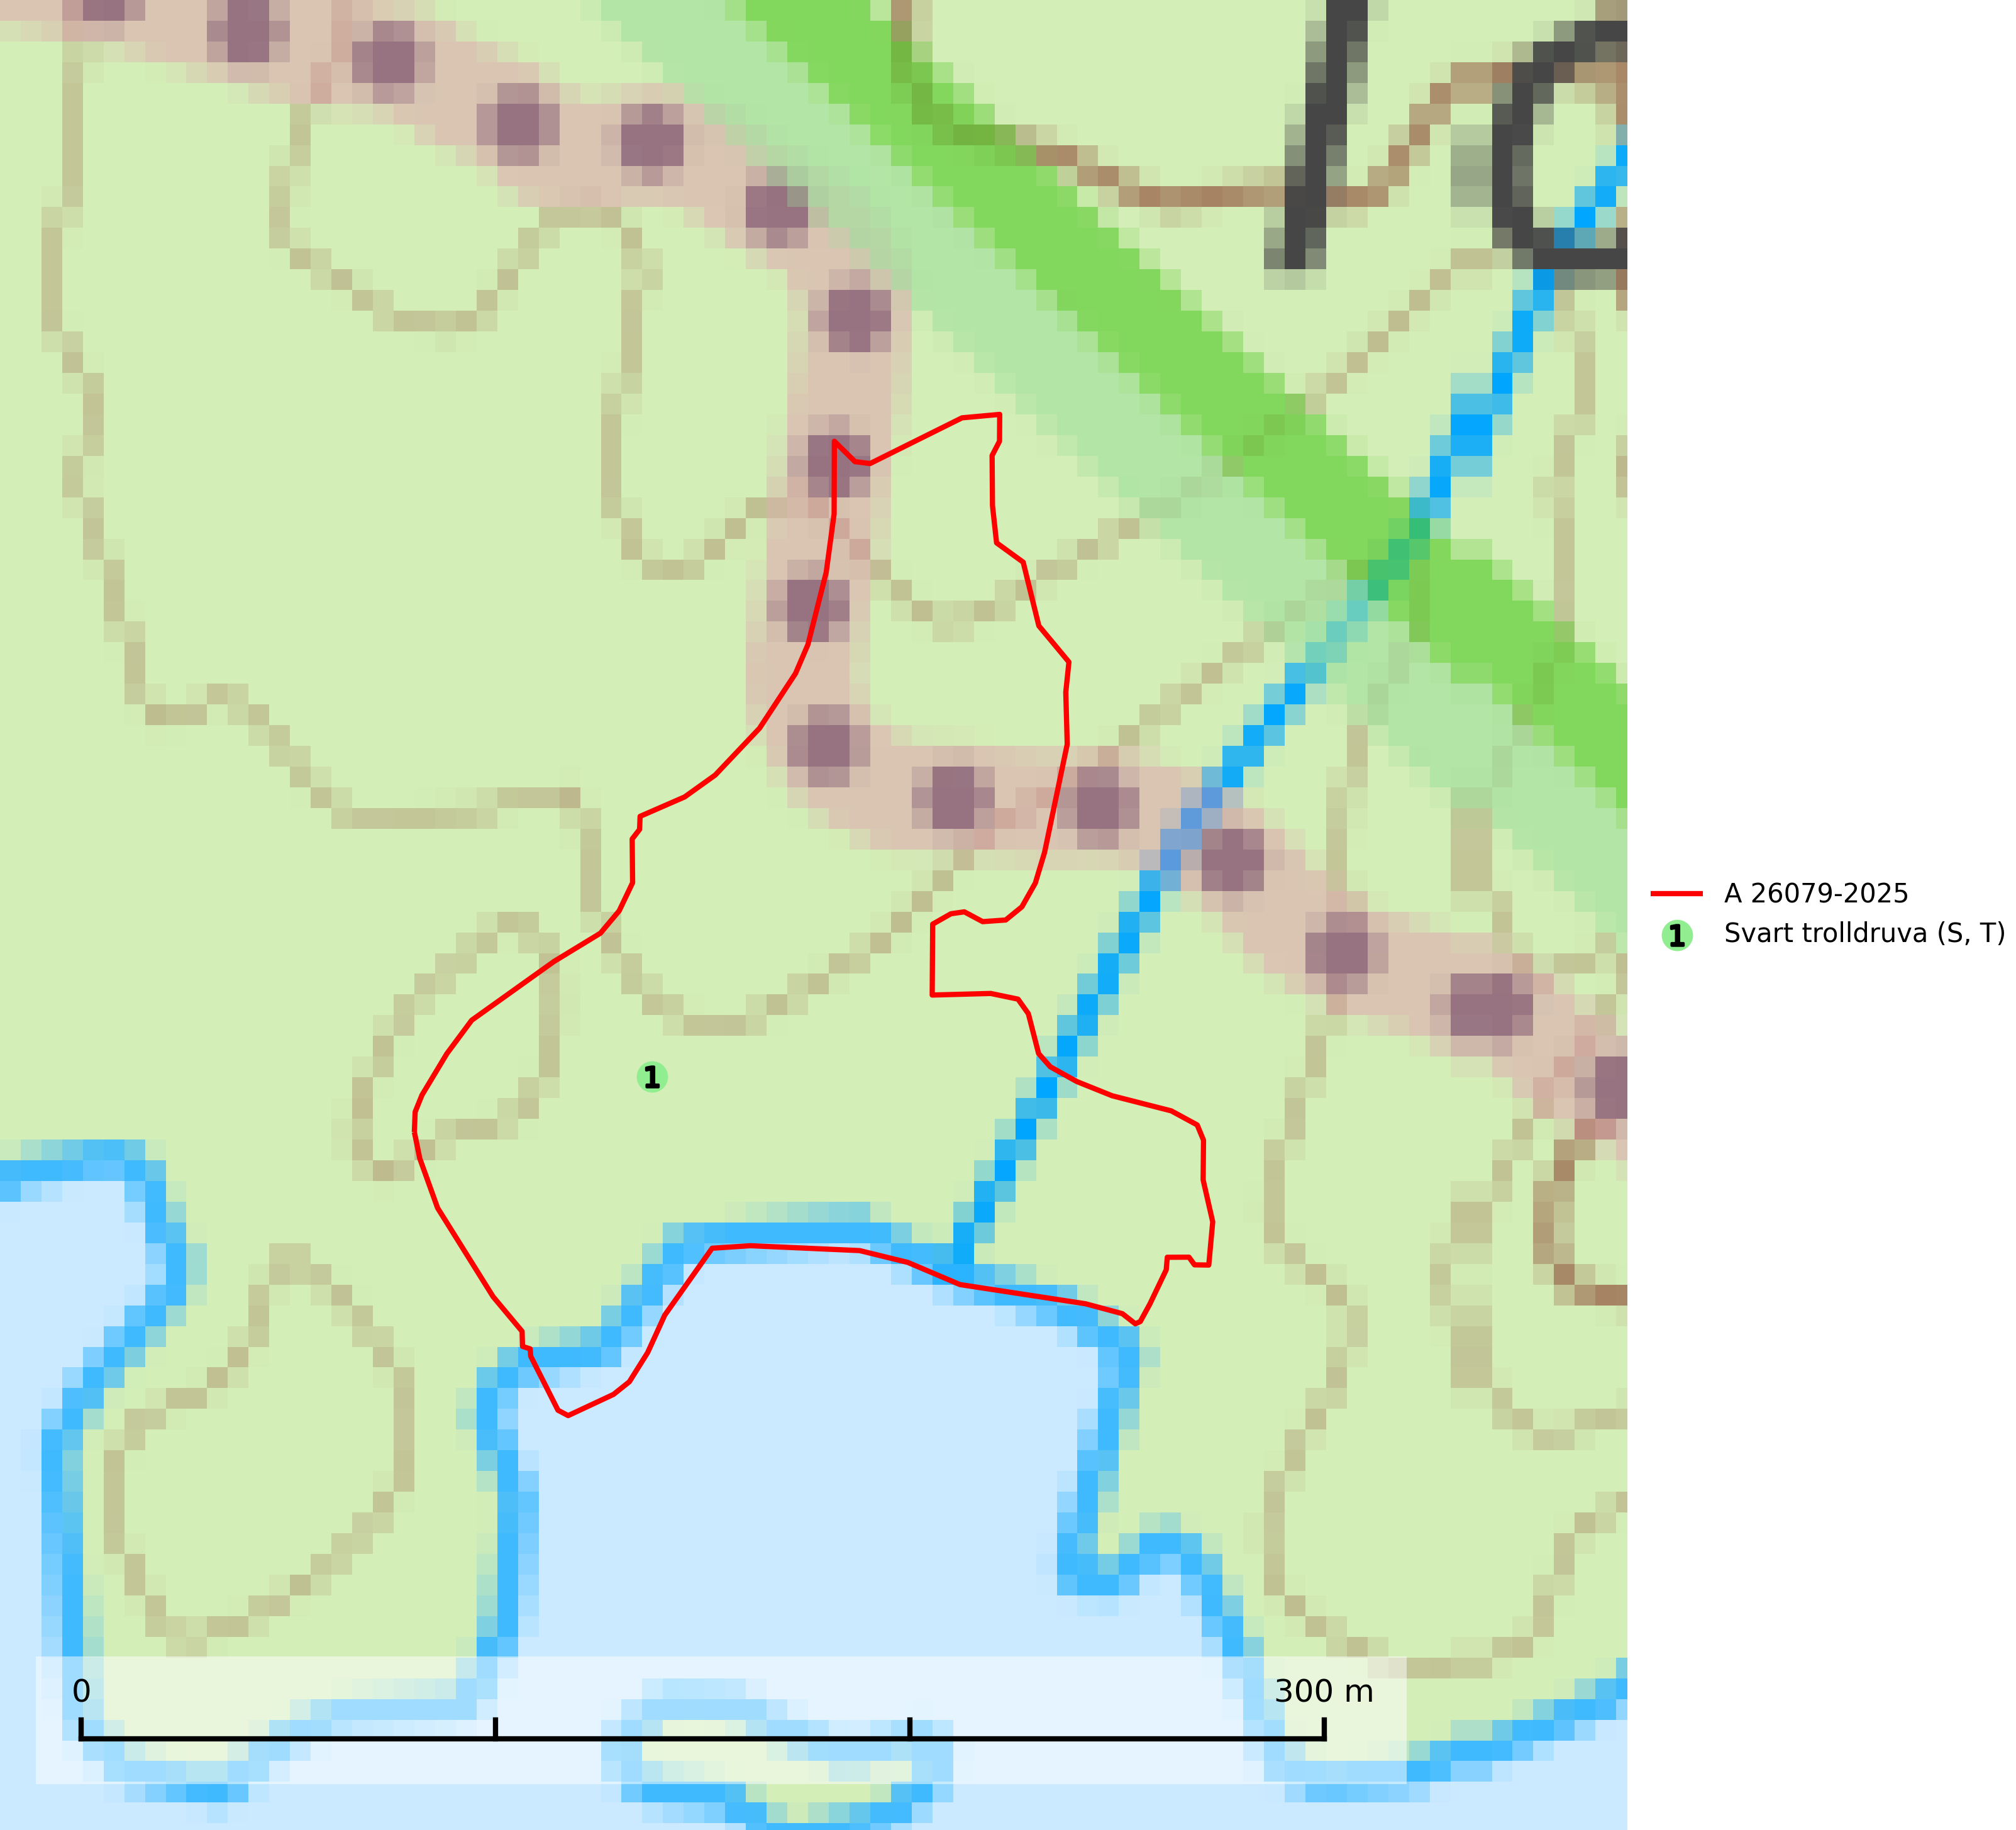 A 26079-2025
1 Svart trolldruva (S, T)
1
0 300 m